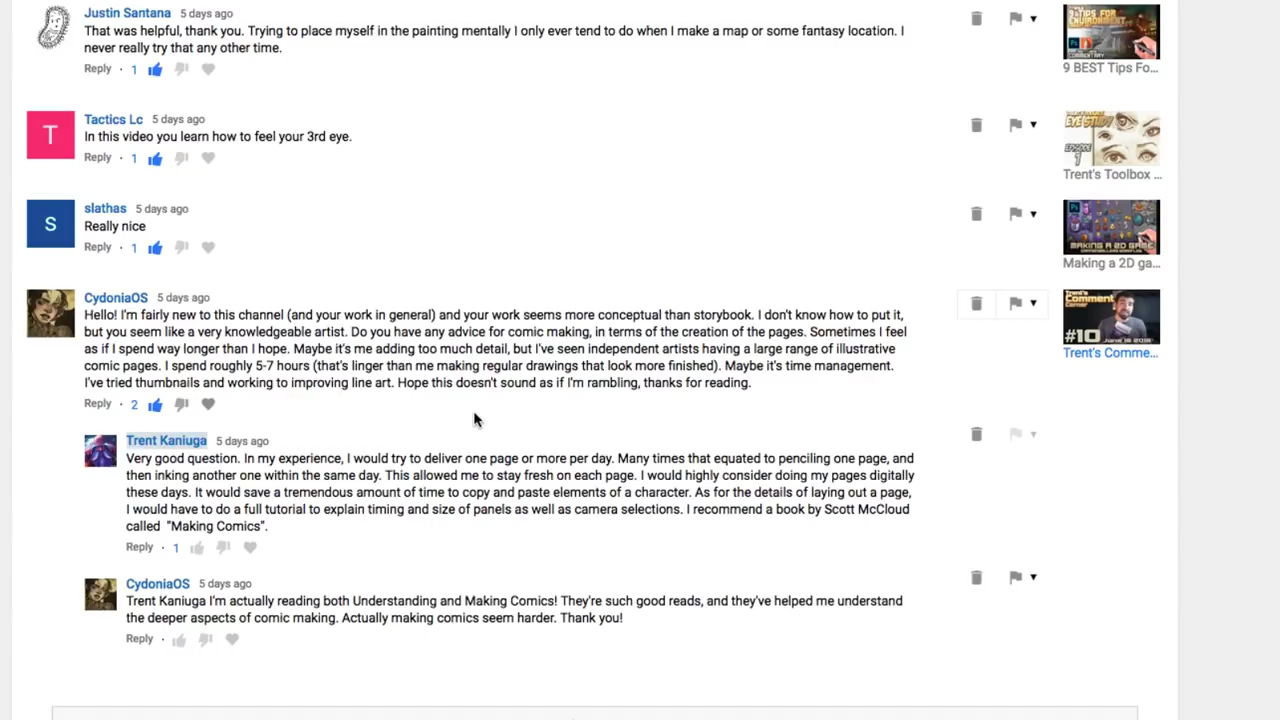 Justin Santana 5 days ago
That was helpful, thank you. Trying to place myself in the painting mentally I only ever tend to do when I make a map or some fantasy location. I
never really try that any other time.
Reply · 1
9 BEST Tips Fo...
T
Tactics Lc 5 days ago
In this video you learn how to feel your 3rd eye.
Reply · 1
EYE STUDY
EPISODE
1
Trent's Toolbox ...
S
slathas 5 days ago
Really nice
Reply · 1
Ps
MAKING A 2D GAME
Making a 2D ga...
CydoniaOS 5 days ago
Hello! I'm fairly new to this channel (and your work in general) and your work seems more conceptual than storybook. I don't know how to put it,
but you seem like a very knowledgeable artist. Do you have any advice for comic making, in terms of the creation of the pages. Sometimes I feel
as if I spend way longer than I hope. Maybe it's me adding too much detail, but I've seen independent artists having a large range of illustrative
comic pages. I spend roughly 5-7 hours (that's linger than me making regular drawings that look more finished). Maybe it's time management.
I've tried thumbnails and working to improving line art. Hope this doesn't sound as if I'm rambling, thanks for reading.
Reply · 2
Trent's
Comment
Corner
#10
Trent's Comme...
Trent Kaniuga 5 days ago
Very good question. In my experience, I would try to deliver one page or more per day. Many times that equated to penciling one page, and
then inking another one within the same day. This allowed me to stay fresh on each page. I would highly consider doing my pages digitally
these days. It would save a tremendous amount of time to copy and paste elements of a character. As for the details of laying out a page,
I would have to do a full tutorial to explain timing and size of panels as well as camera selections. I recommend a book by Scott McCloud
called "Making Comics".
Reply · 1
CydoniaOS 5 days ago
Trent Kaniuga I'm actually reading both Understanding and Making Comics! They're such good reads, and they've helped me understand
the deeper aspects of comic making. Actually making comics seem harder. Thank you!
Reply ·